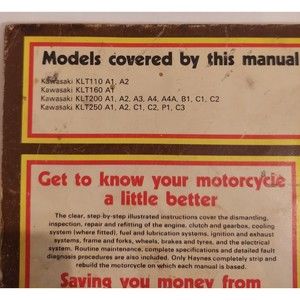 Models covered by this manual
Kawasaki KLT110 A1, A2
Kawasaki KLT160 A1
Kawasaki KLT200 A1, A2, A3, A4, A4A, B1, C1, C2
Kawasaki KLT250 A1, A2, C1, C2, P1, C3
Get to know your motorcycle
a little better
The clear, step-by-step illustrated instructions cover the dismantling,
inspection, repair and refitting of the engine, clutch and gearbox, cooling
system (where fitted), fuel and lubrication systems, ignition and exhaust
systems, frame and forks, wheels, brakes and tyres, and the electrical
system. Routine maintenance, complete specifications and detailed fault
diagnosis procedures are also included. Only Haynes completely strip and
rebuild the motorcycle on which each manual is based.
Saving you money from